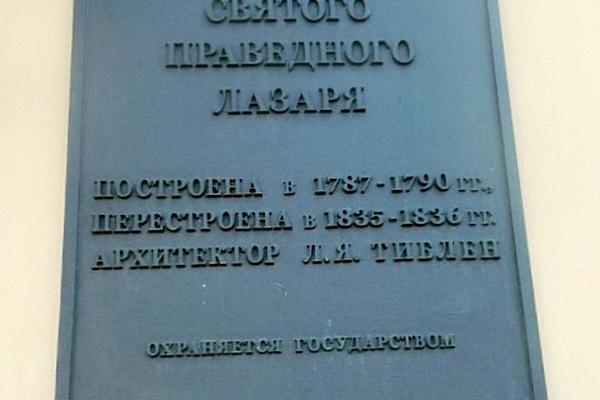 СВЯТОГО
ПРАВЕДНОГО
ЛАЗАРЯ
ПОСТРОЕНА В 1787-1790 ГГ.,
ПЕРЕСТРОЕНА В 1835-1836 ГГ.
АРХИТЕКТОР Л.Я. ТИБЛЕН
ОХРАНЯЕТСЯ ГОСУДАРСТВОМ